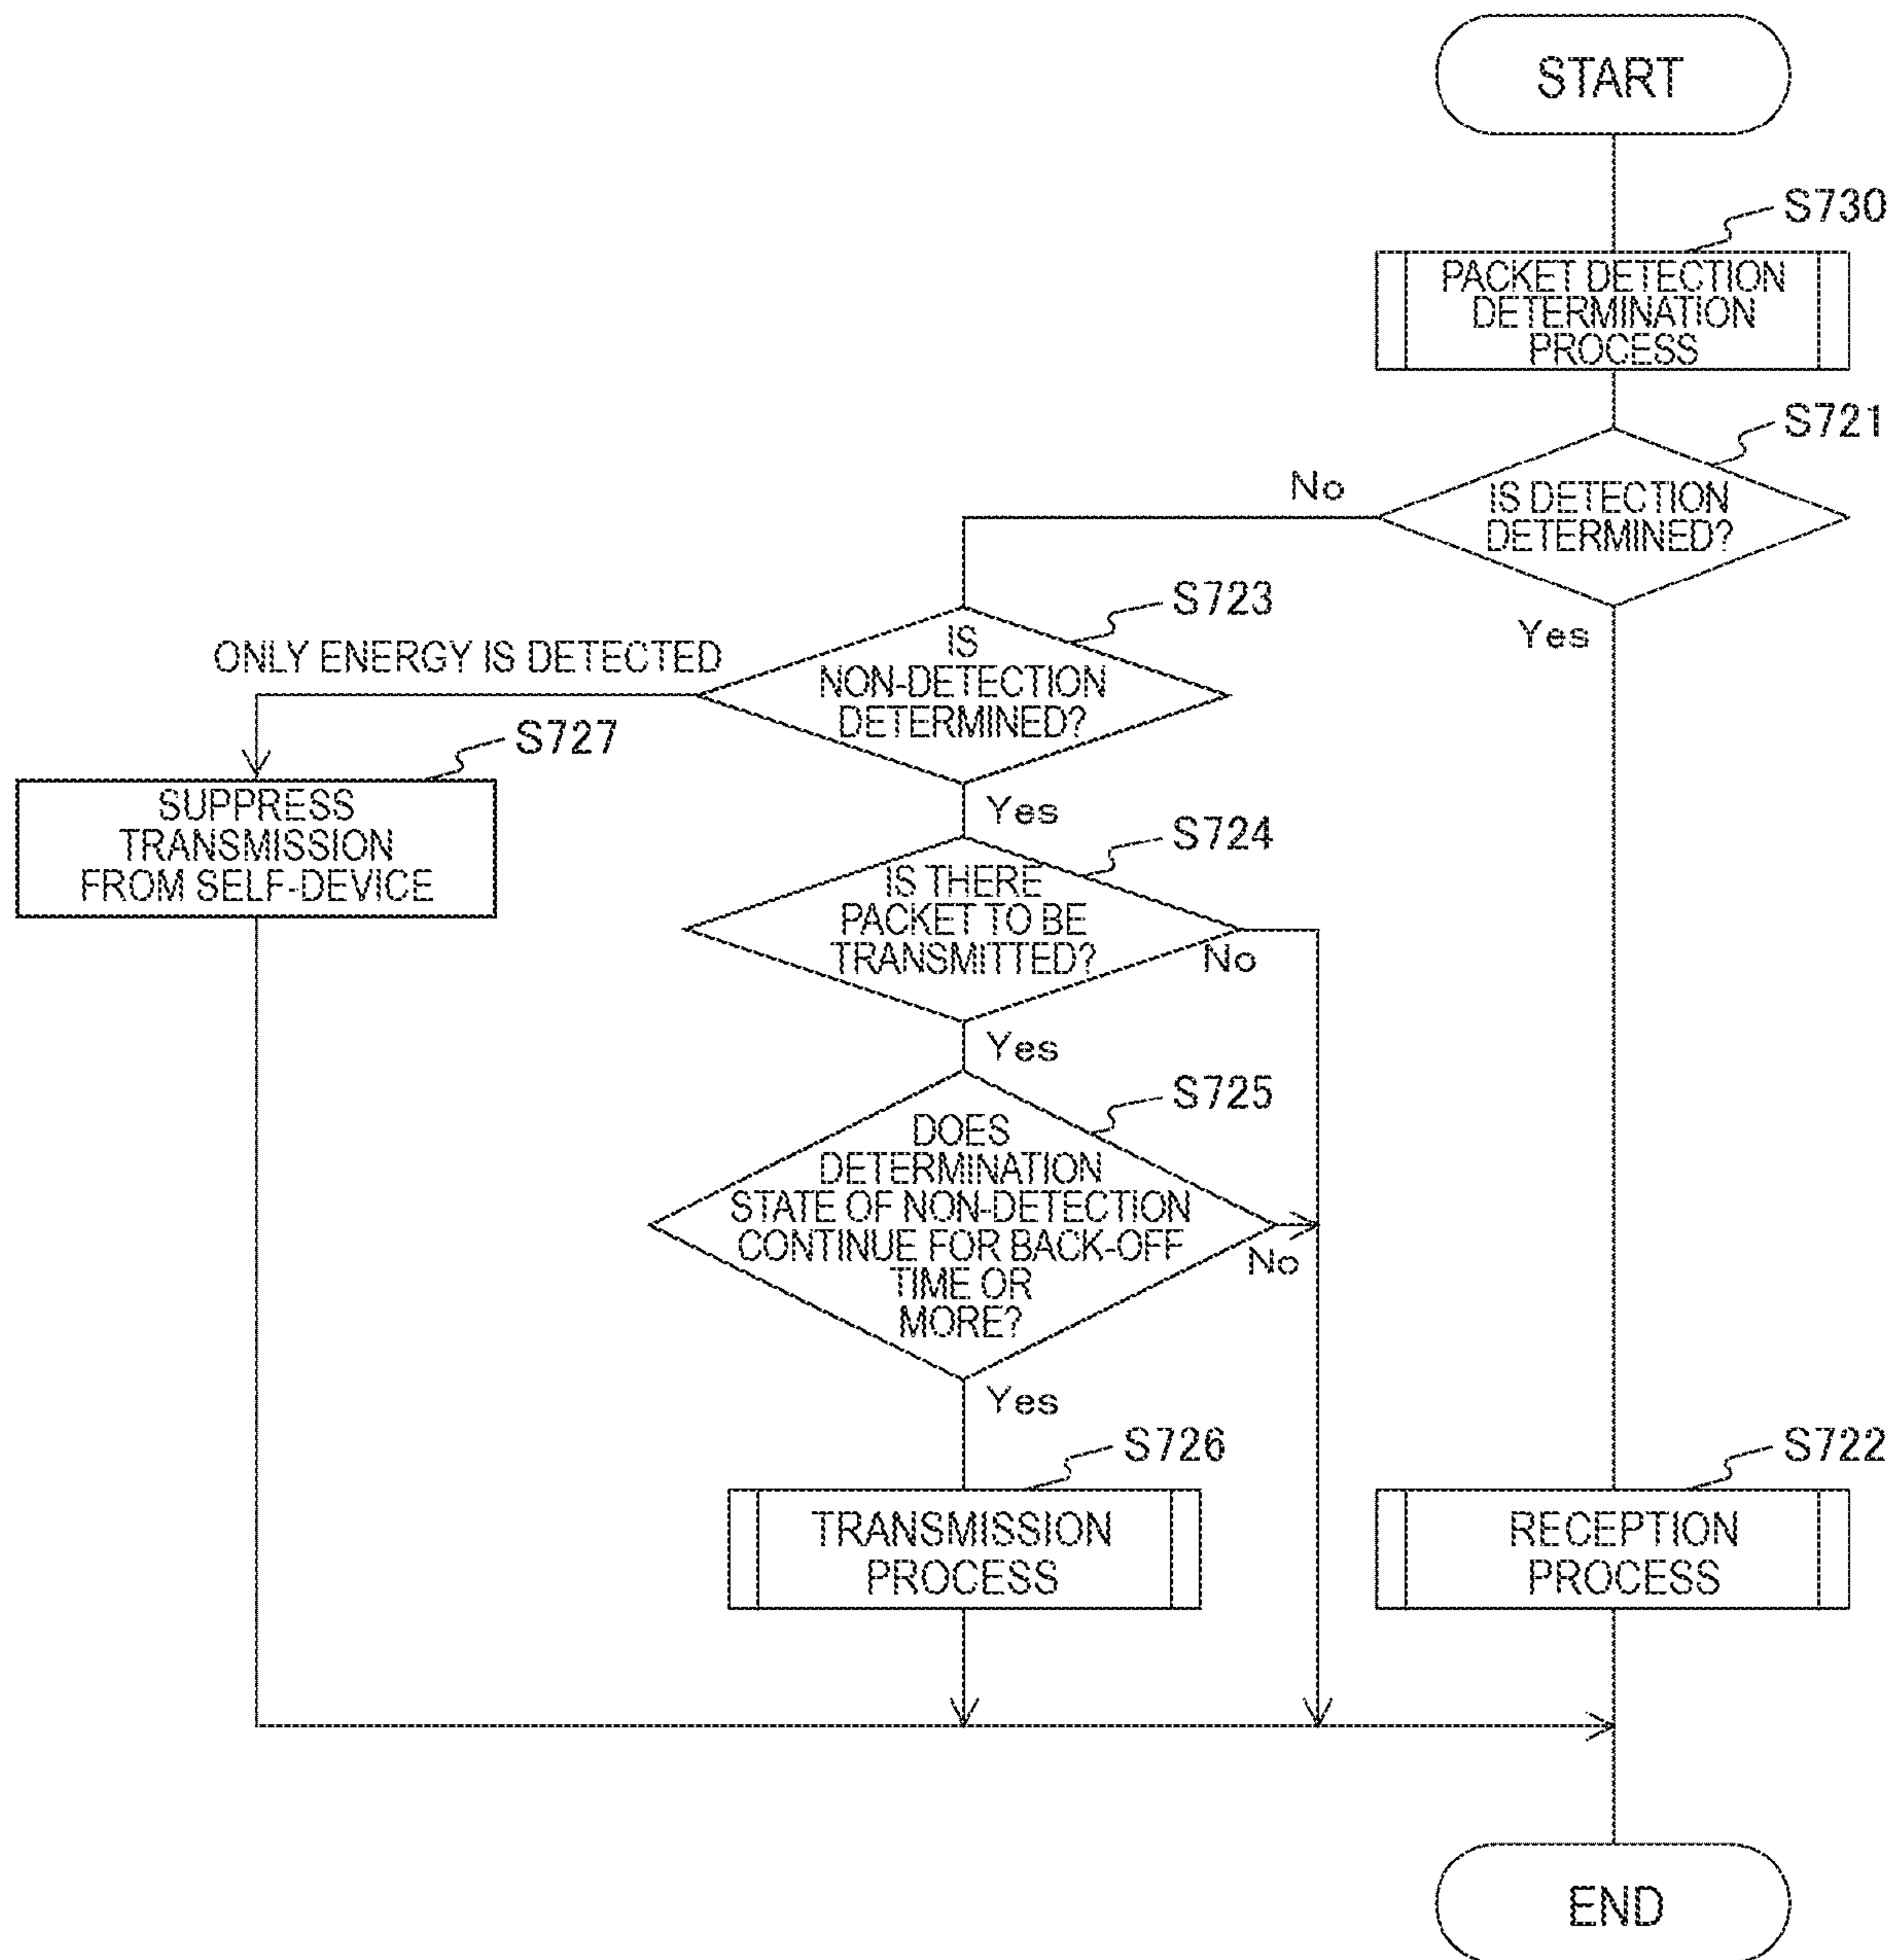 START
S730
PACKET DETECTION
DETERMINATION
PROCESS
S721
No
IS DETECTION
DETERMINED?
Yes
S723
ONLY ENERGY IS DETECTED
IS
NON-DETECTION
DETERMINED?
S727
SUPPRESS
TRANSMISSION
FROM SELF-DEVICE
Yes
S724
IS THERE
PACKET TO BE
TRANSMITTED?
No
Yes
S725
DOES
DETERMINATION
STATE OF NON-DETECTION
CONTINUE FOR BACK-OFF
TIME OR
MORE?
No
Yes
S726
TRANSMISSION
PROCESS
S722
RECEPTION
PROCESS
END